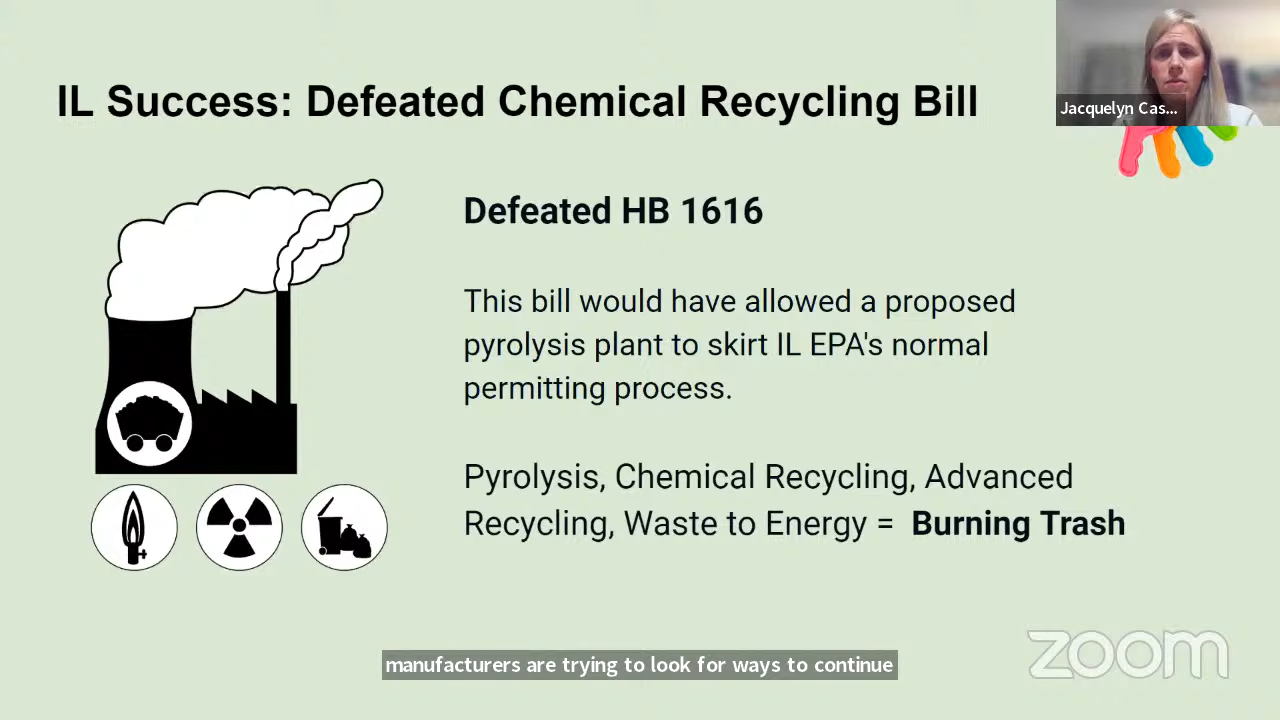 IL Success: Defeated Chemical Recycling Bill
Jacquelyn Cas...
Defeated HB 1616
This bill would have allowed a proposed
pyrolysis plant to skirt IL EPA's normal
permitting process.
Pyrolysis, Chemical Recycling, Advanced
Recycling, Waste to Energy = Burning Trash
manufacturers are trying to look for ways to continue
zoom